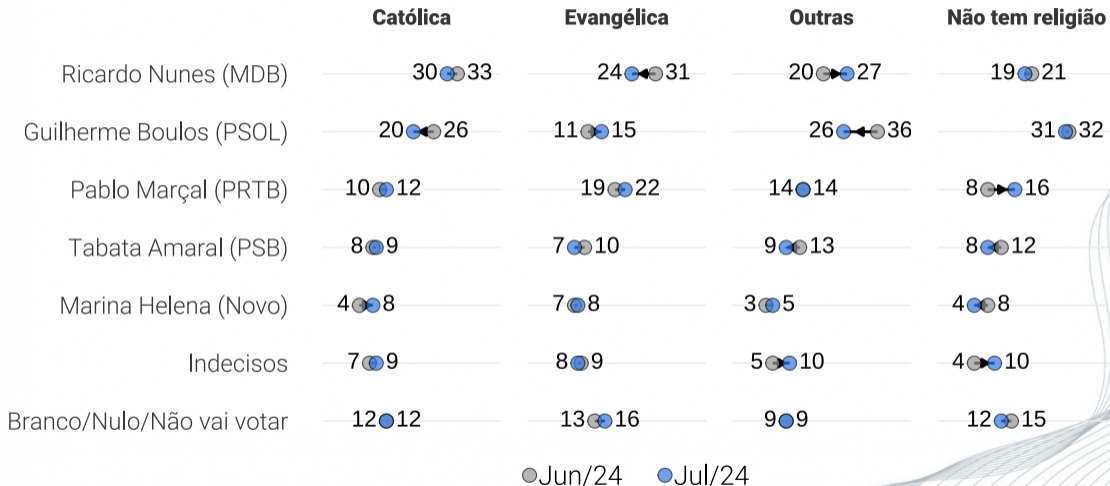 Católica Evangélica Outras Não tem religião
Ricardo Nunes (MDB) 30 33 24 31 20 27 19 21
Guilherme Boulos (PSOL) 20 26 11 15 26 36 31 32
Pablo Marçal (PRTB) 10 12 19 22 14 14 8 16
Tabata Amaral (PSB) 8 9 7 10 9 13 8 12
Marina Helena (Novo) 4 8 7 8 3 5 4 8
Indecisos 7 9 8 9 5 10 4 10
Branco/Nulo/Não vai votar 12 12 13 16 9 9 12 15
Jun/24 Jul/24